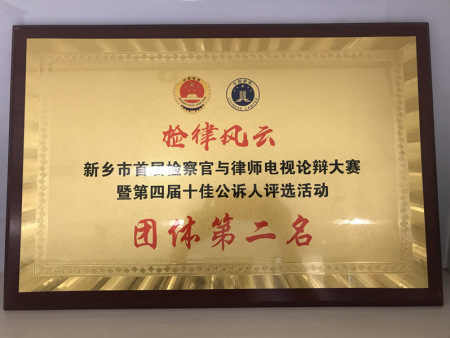 检律风云
新乡市首届检察官与律师电视论辩大赛
暨第四届十佳公诉人评选活动
团体第二名